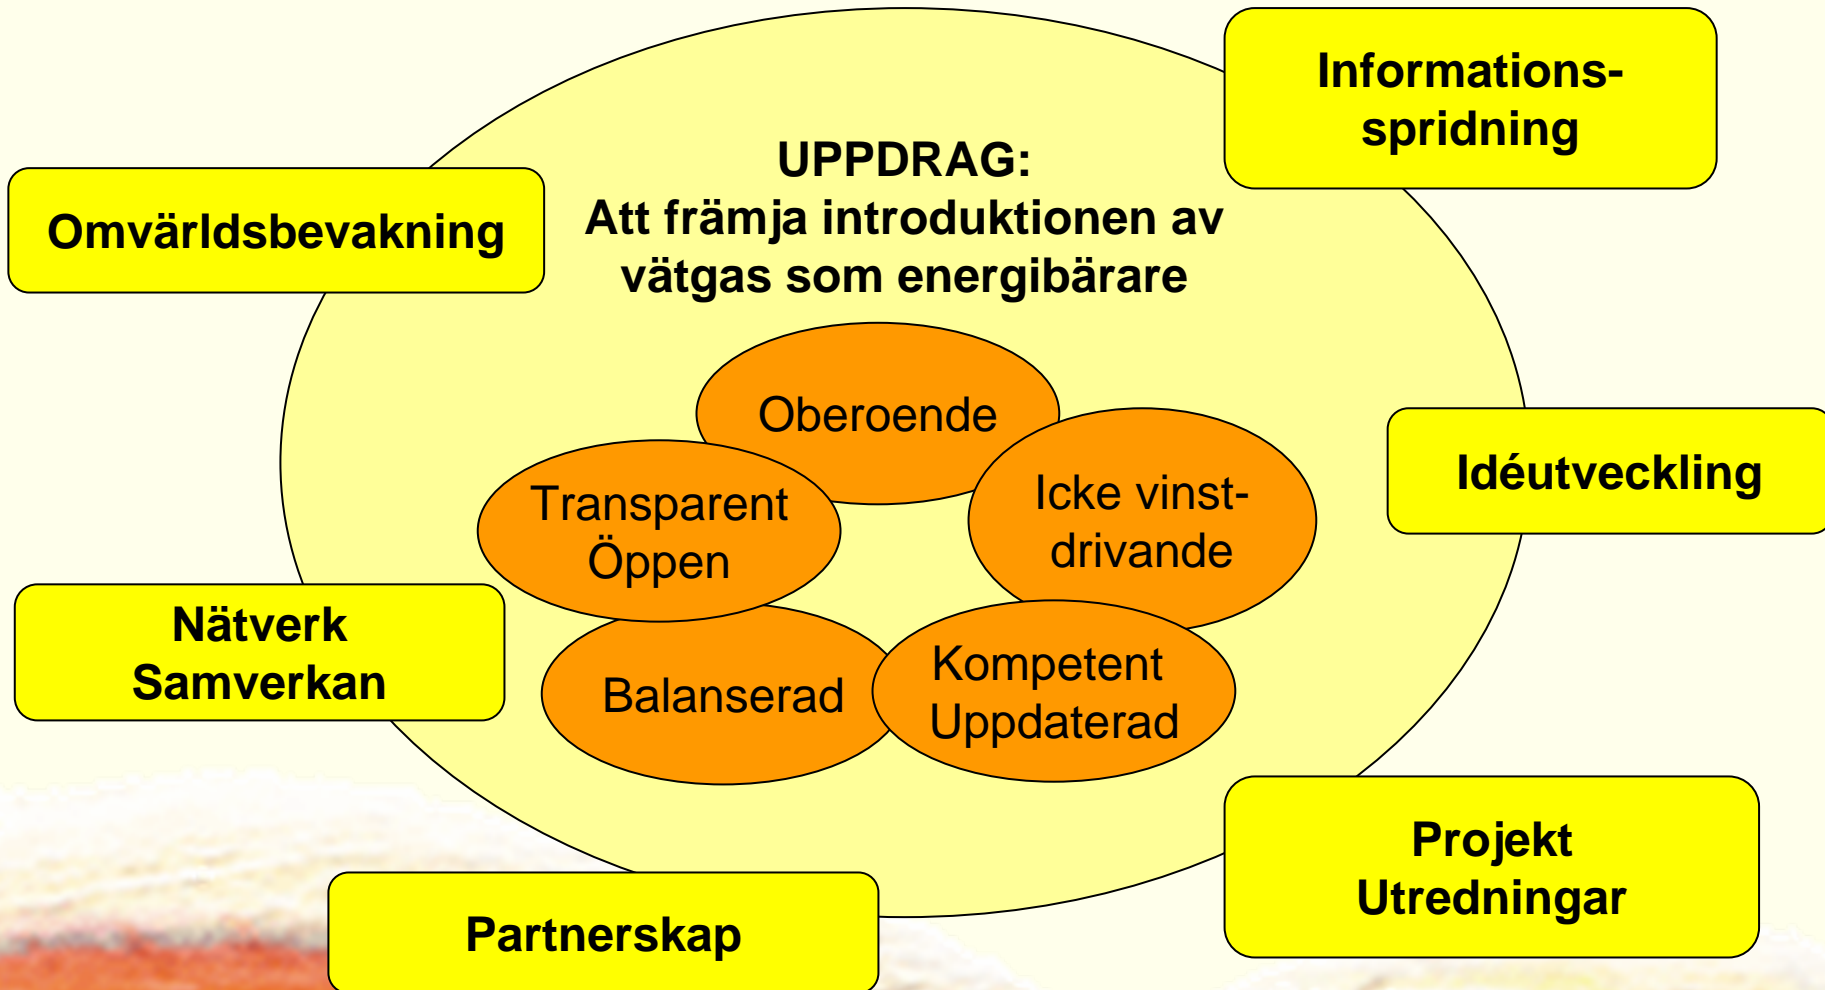 Informations-
spridning
UPPDRAG:
Att främja introduktionen av
vätgas som energibärare
Omvärldsbevakning
Oberoende
Transparent
Öppen
Icke vinst-
drivande
Idéutveckling
Nätverk
Samverkan
Balanserad
Kompetent
Uppdaterad
Projekt
Utredningar
Partnerskap